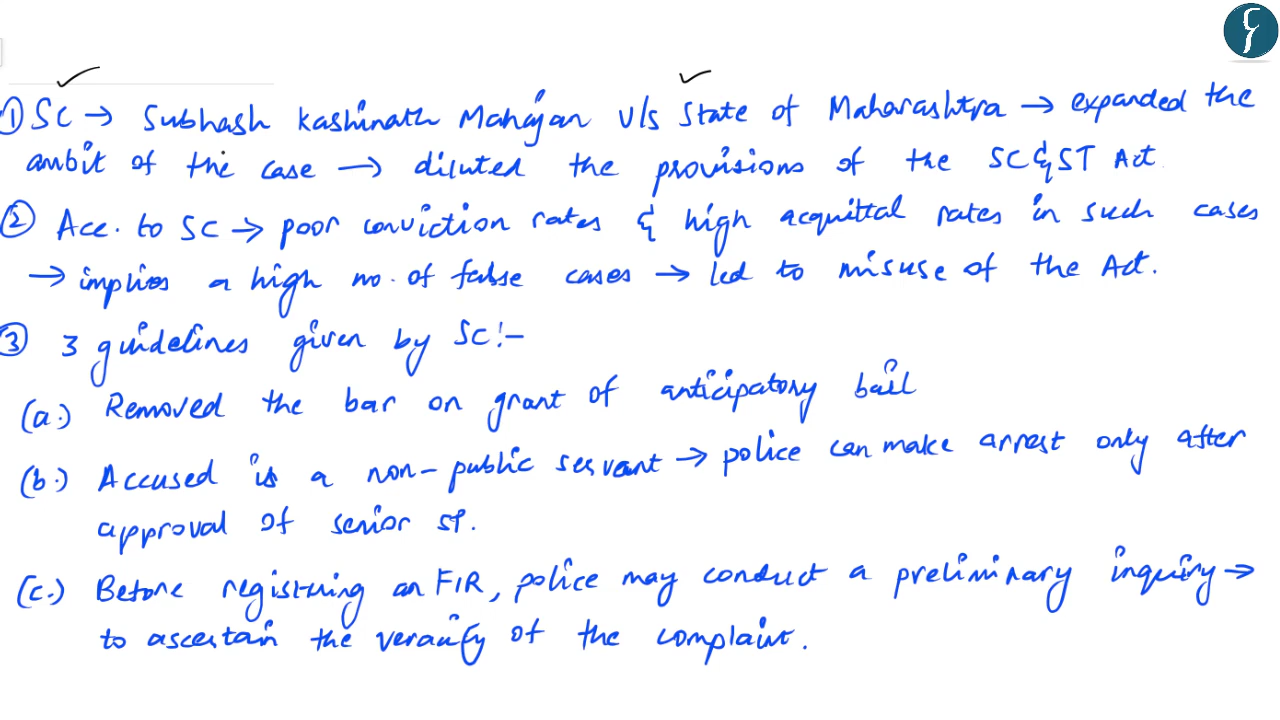 ① SC → Subhash Kashinath Mahajan v/s State of Maharashtra → expanded the
ambit of the case → diluted the provisions of the SC & ST Act
② Acc. to SC → poor conviction rates & high acquittal rates in such cases
→ implies a high no. of false cases → led to misuse of the Act.
③ 3 guidelines given by SC:-
(a.) Removed the bar on grant of anticipatory bail
(b.) Accused is a non-public servant → police can make arrest only after
approval of senior SP.
(c.) Before registring an FIR, police may conduct a preliminary inquiry →
to ascertain the veracity of the complaint.